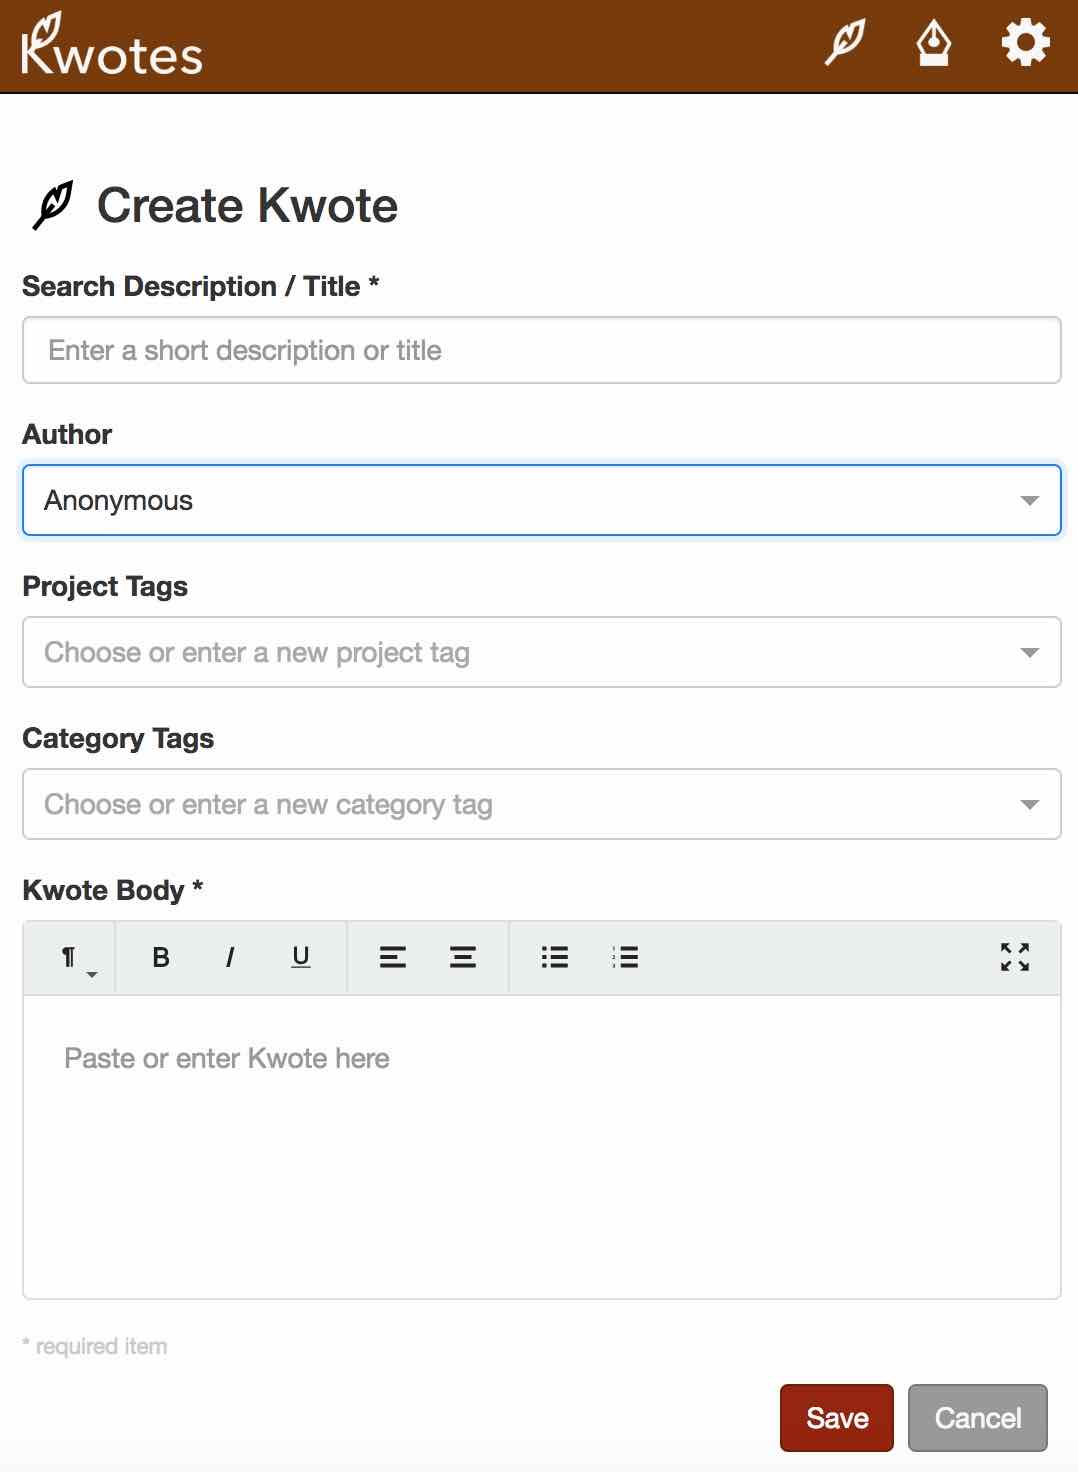 Kwotes
Create Kwote
Search Description / Title *
Enter a short description or title
Author
Anonymous
Project Tags
Choose or enter a new project tag
Category Tags
Choose or enter a new category tag
Kwote Body *
¶ B I U
Paste or enter Kwote here
* required item
Save Cancel